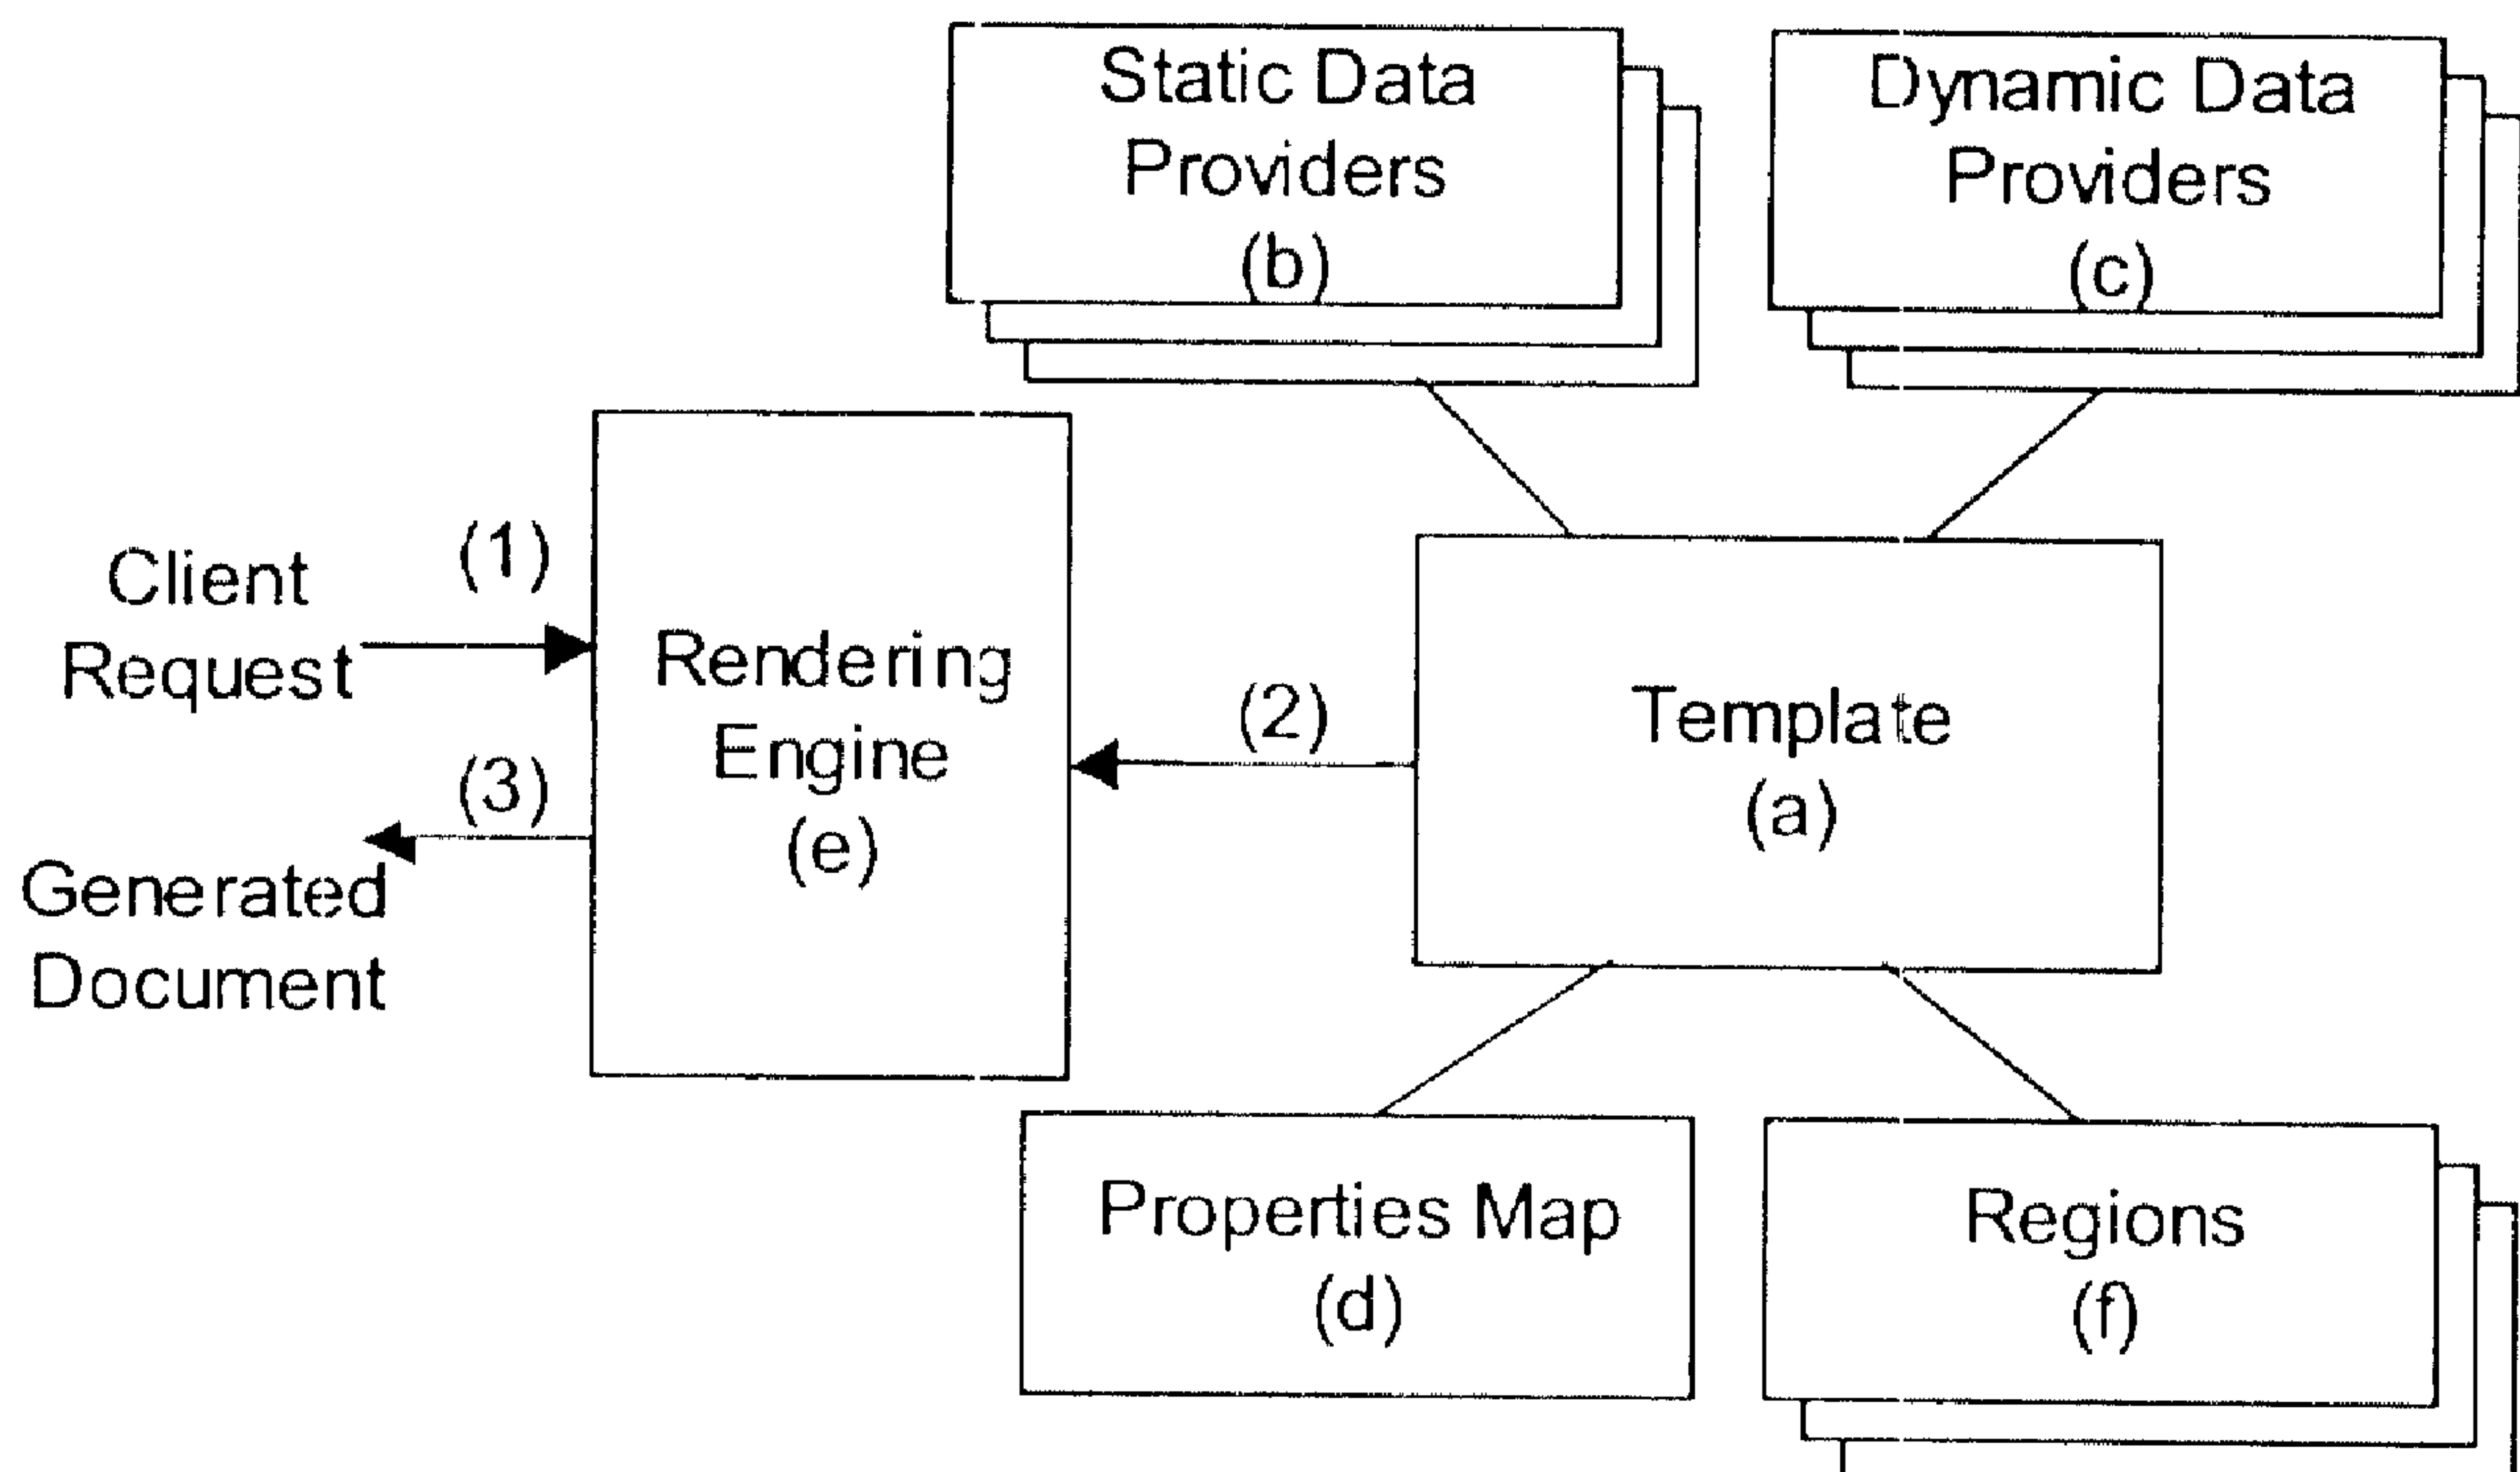 Static Data
Providers
(b)
Dynamic Data
Providers
(c)
Client
Request
(1)
Rendering
Engine
(e)
(2)
Template
(a)
(3)
Generated
Document
Properties Map
(d)
Regions
(f)